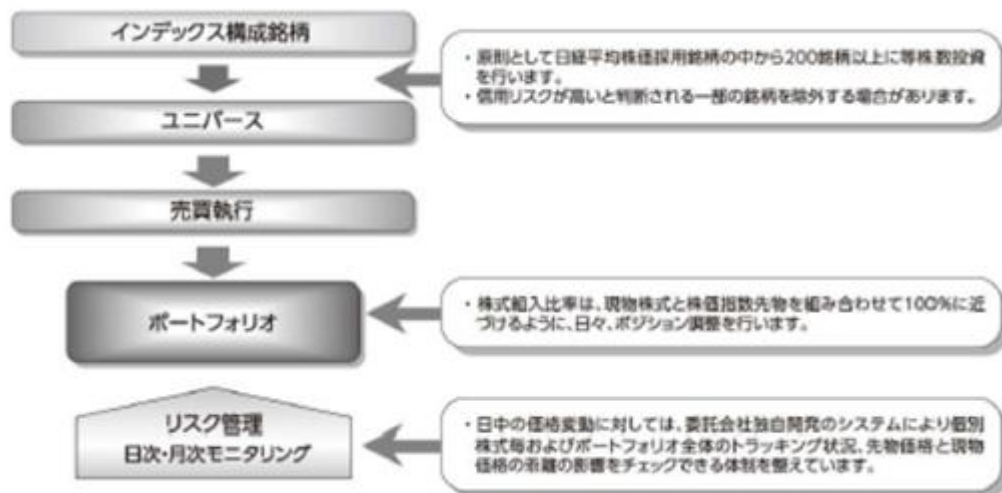 インデックス構成銘柄
・原則として日経平均株価採用銘柄の中から200銘柄以上に等株数投資
を行います。
・信用リスクが高いと判断される一部の銘柄を除外する場合があります。
ユニバース
売買執行
ポートフォリオ
・株式組入比率は、現物株式と株価指数先物を組み合わせて100%に近
づけるように、日々、ポジション調整を行います。
リスク管理
日次・月次モニタリング
・日中の価格変動に対しては、委託会社独自開発のシステムにより個別
株式毎およびポートフォリオ全体のトラッキング状況、先物価格と現物
価格の乖離の影響をチェックできる体制を整えています。